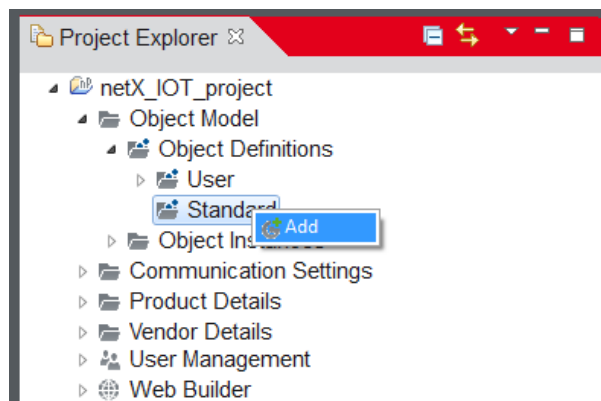 Project Explorer
netX_IOT_project
Object Model
Object Definitions
User
Standard
Add
Object
Communication Settings
Product Details
Vendor Details
User Management
Web Builder